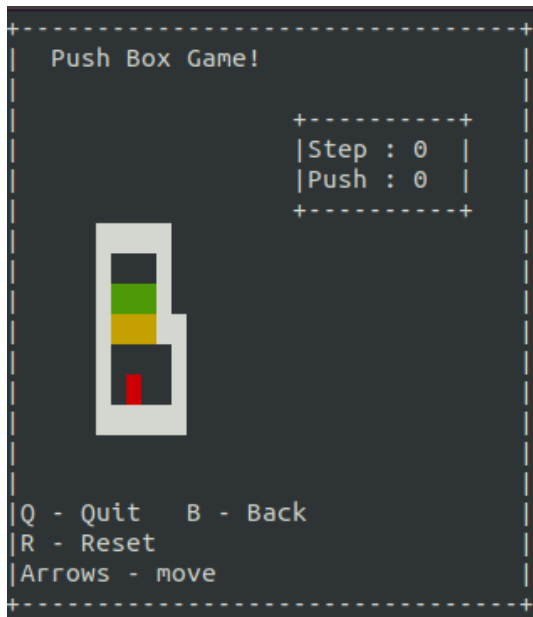 Push Box Game!
Step : 0
Push : 0
Q - Quit B - Back
R - Reset
Arrows - move